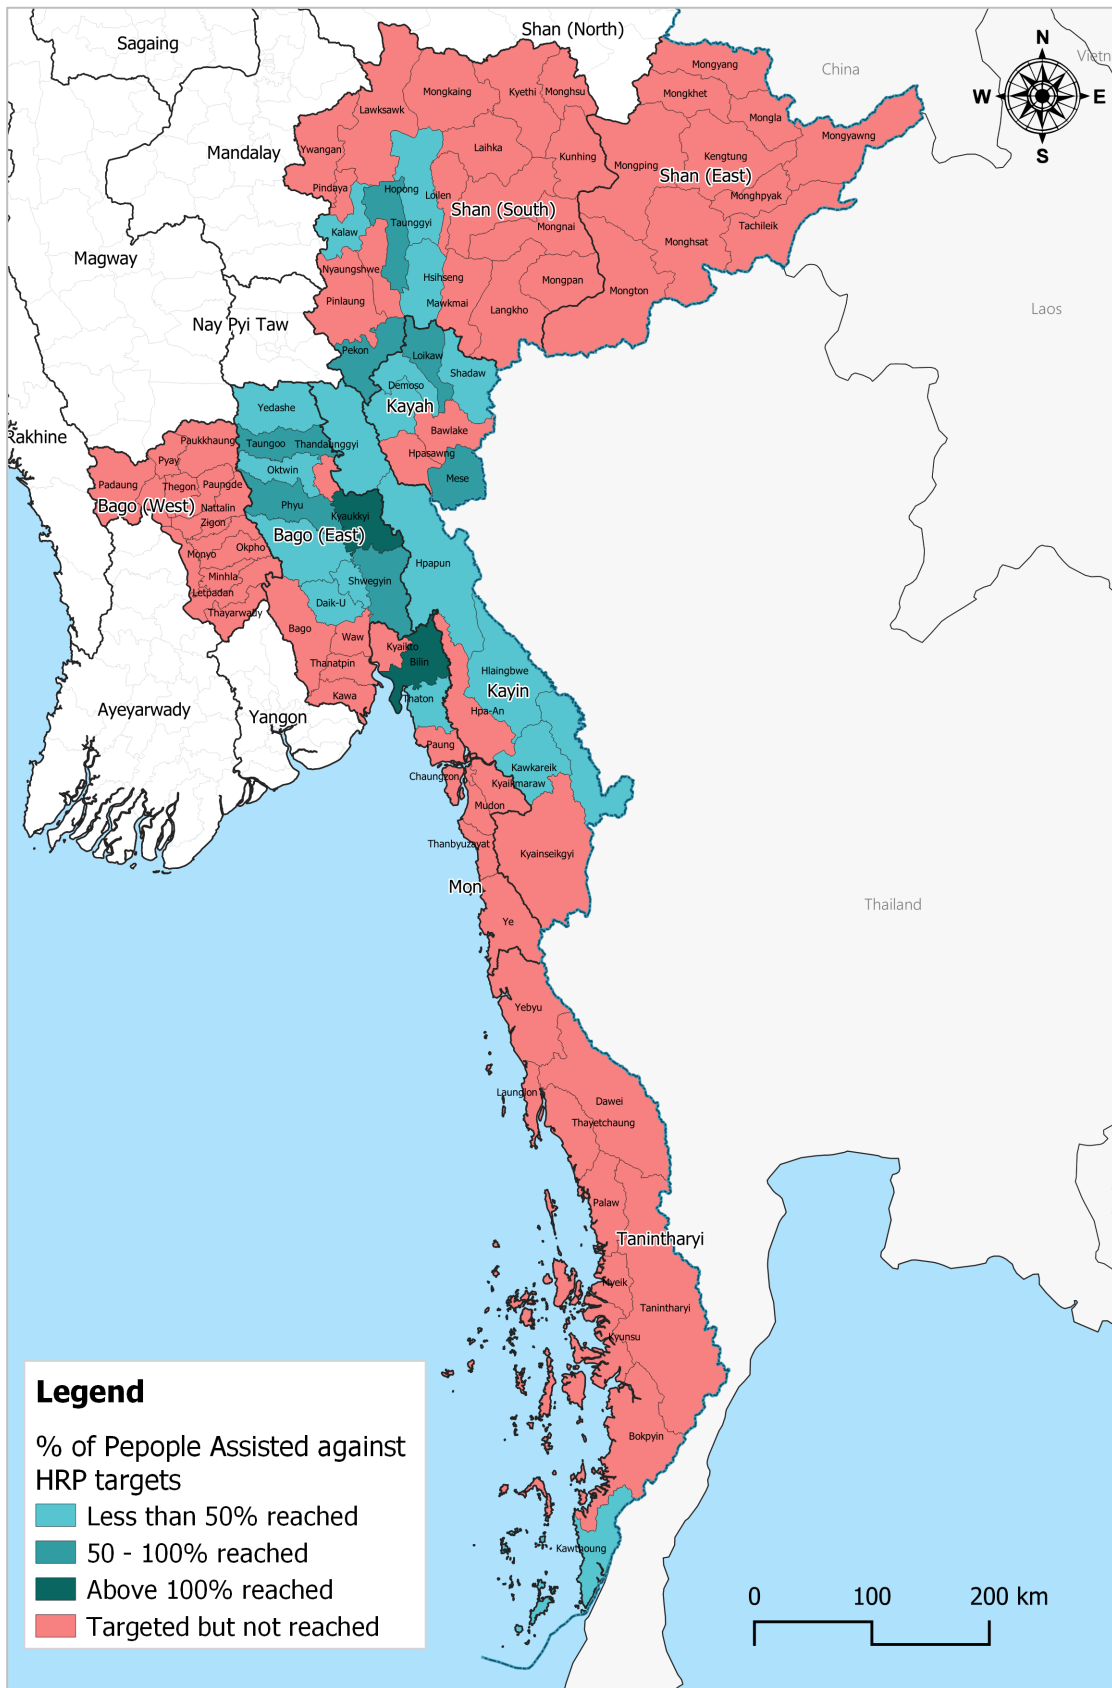 Sagaing
Shan (North)
China
Vietn
N
W
E
S
Mandalay
Magway
Nay Pyi Taw
Rakhine
Laos
Mongyang
Mongkhet
Mongla
Mongyawng
Mongkaing
Kyethi
Monghsu
Lawksawk
Ywangan
Laihka
Kunhing
Mongping
Kengtung
Shan (East)
Pindaya
Hopong
Loilen
Monghpyak
Shan (South)
Taunggyi
Mongnai
Tachileik
Kalaw
Monghsat
Nyaungshwe
Hsihseng
Mongpan
Mongton
Pinlaung
Mawkmai
Langkho
Pekon
Loikaw
Shadaw
Demoso
Kayah
Yedashe
Bawlake
Paukkhaung
Taungoo
Thandaunggyi
Hpasawng
Pyay
Oktwin
Mese
Padaung
Thegon
Paungde
Bago (West)
Nattalin
Phyu
Kyaukkyi
Zigon
Bago (East)
Okpho
Monyo
Hpapun
Minhla
Shwegyin
Letpadan
Daik-U
Thayarwady
Bago
Waw
Kyaikto
Bilin
Thanatpin
Hlaingbwe
Kayin
Kawa
Thaton
Ayeyarwady
Yangon
Hpa-An
Paung
Kawkareik
Chaungzon
Kyaikmaraw
Mudon
Thanbyuzayat
Kyainseikgyi
Mon
Thailand
Ye
Yebyu
Launglon
Dawei
Thayetchaung
Palaw
Tanintharyi
Myeik
Tanintharyi
Kyunsu
Bokpyin
Kawthoung
Legend
% of Pepople Assisted against
HRP targets
Less than 50% reached
50 - 100% reached
Above 100% reached
Targeted but not reached
0 100 200 km